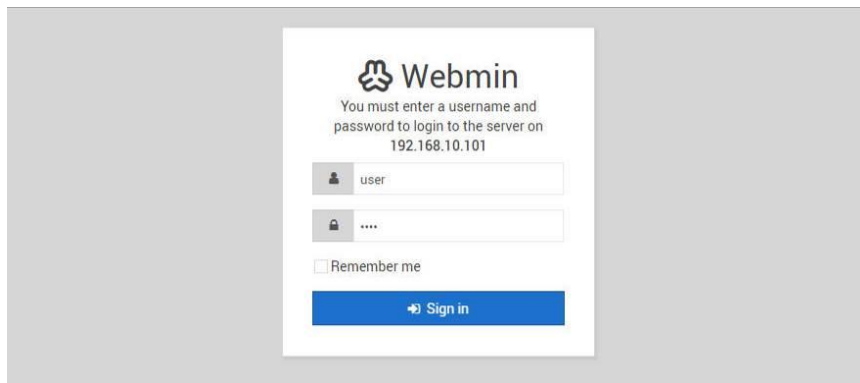 Webmin
You must enter a username and
password to login to the server on
192.168.10.101
user
••••
Remember me
Sign in